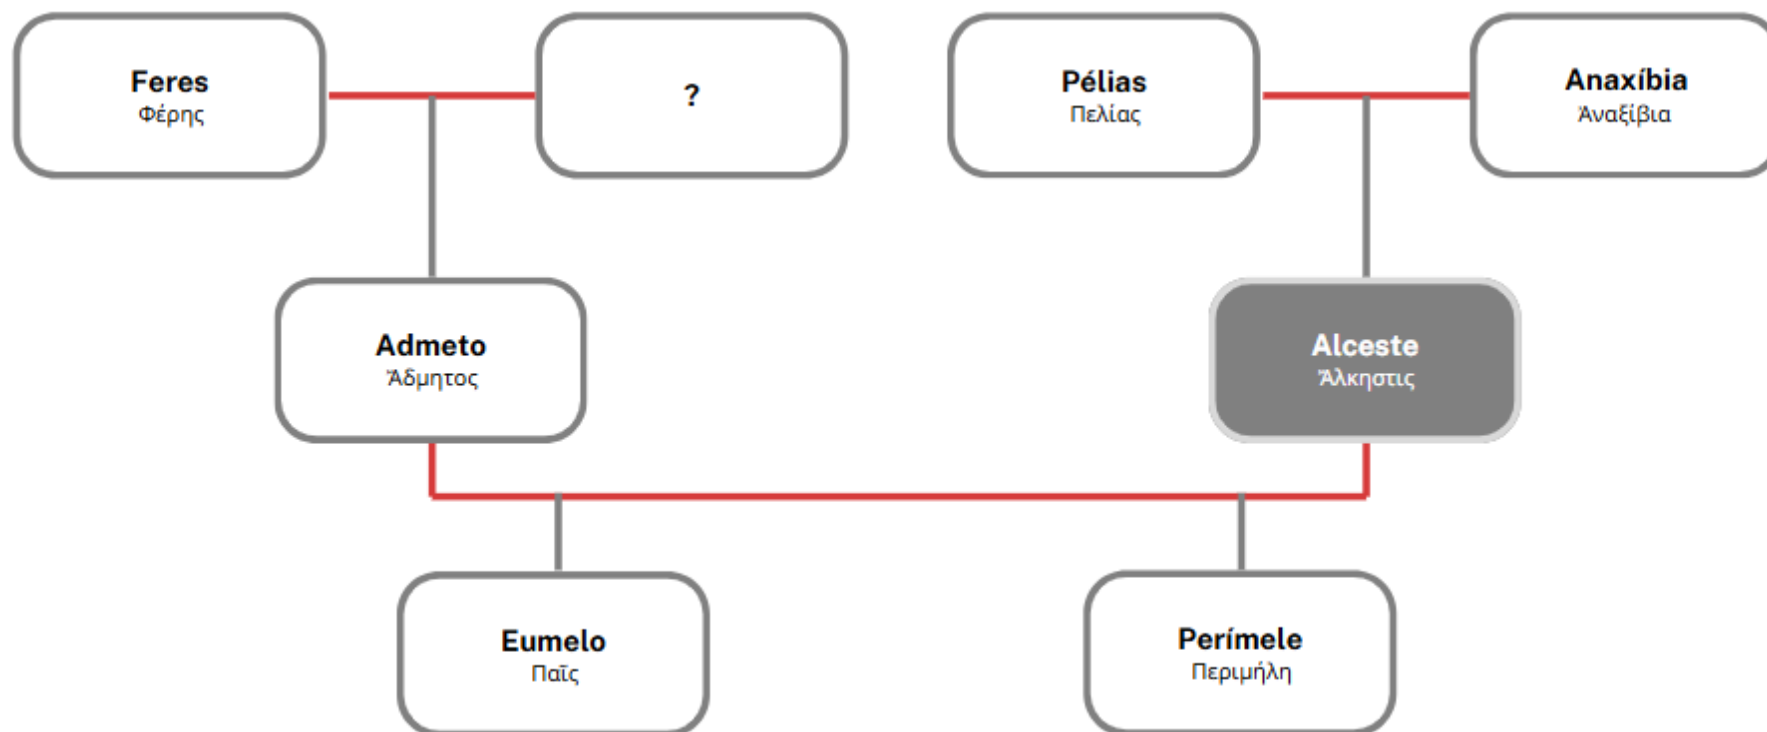 Feres
Φέρης
?
Pélias
Πελίας
Anaxíbia
Ἀναξίβια
Admeto
Ἄδμητος
Alceste
Ἄλκηστις
Eumelo
Παῖς
Perímele
Περιμήλη